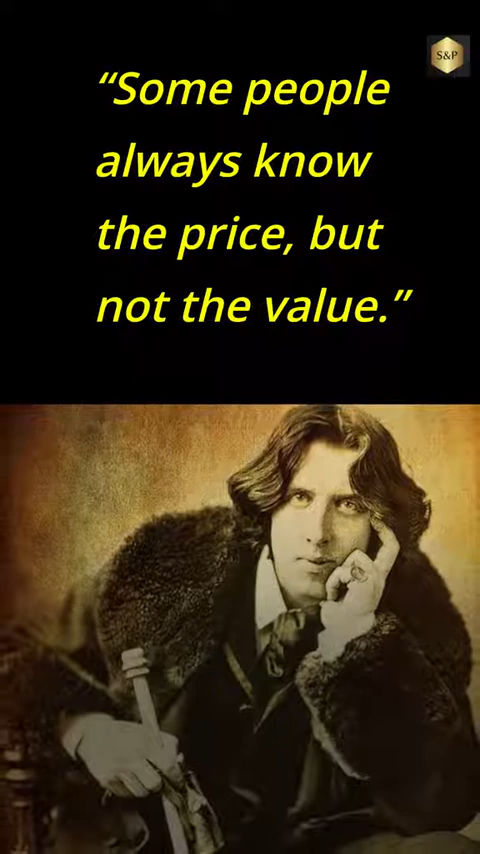 S&P
“Some people
always know
the price, but
not the value.”